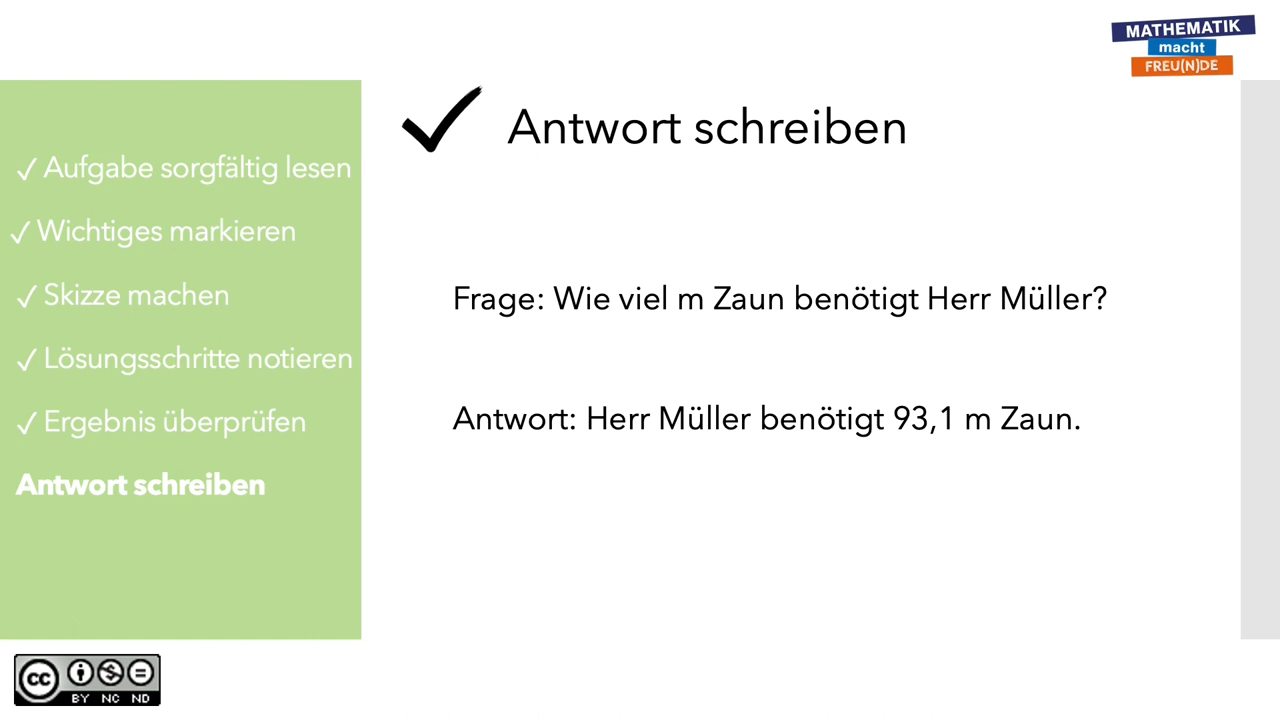 MATHEMATIK
macht
FREU(N)DE
✓ Antwort schreiben
✓ Aufgabe sorgfältig lesen
✓ Wichtiges markieren
✓ Skizze machen
✓ Lösungsschritte notieren
✓ Ergebnis überprüfen
Antwort schreiben
Frage: Wie viel m Zaun benötigt Herr Müller?
Antwort: Herr Müller benötigt 93,1 m Zaun.
cc
BY NC ND